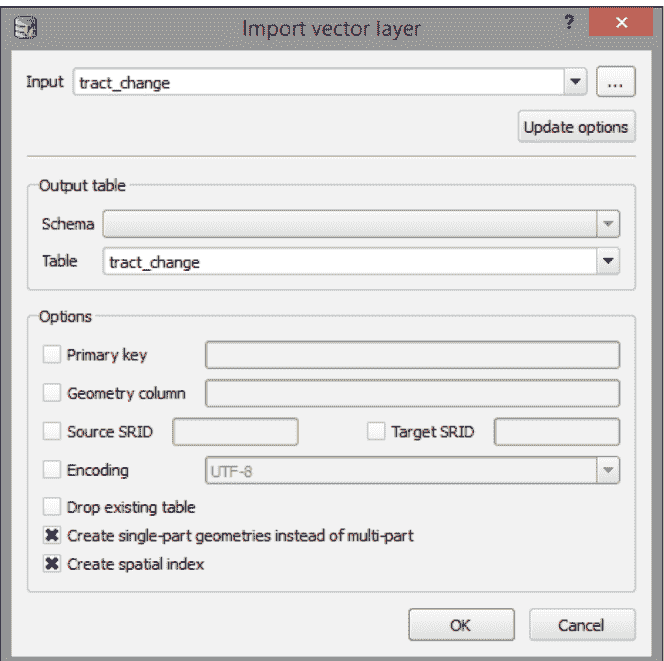 Import vector layer
?
Input tract_change ...
Update options
Output table
Schema
Table tract_change
Options
Primary key
Geometry column
Source SRID Target SRID
Encoding UTF-8
Drop existing table
Create single-part geometries instead of multi-part
Create spatial index
OK Cancel